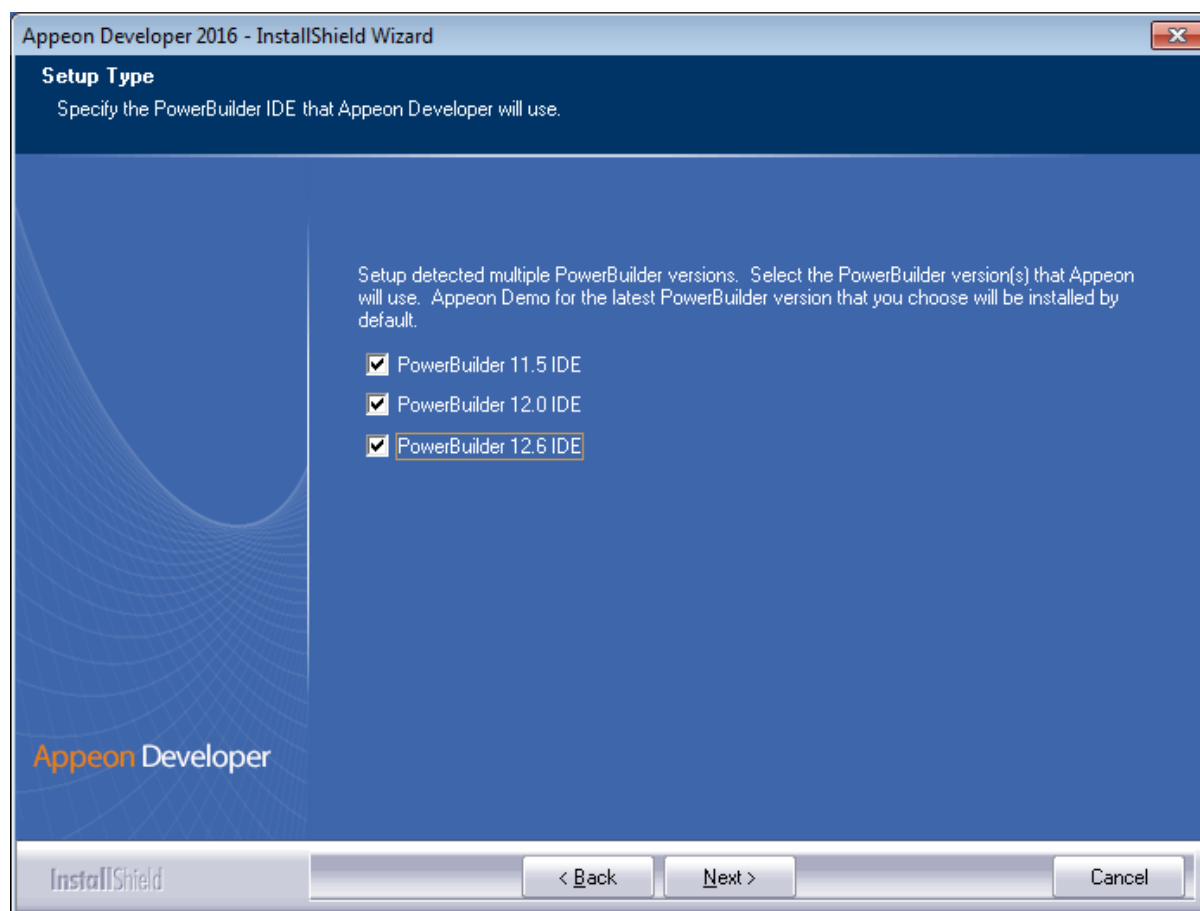 Appeon Developer 2016 - InstallShield Wizard
Setup Type
Specify the PowerBuilder IDE that Appeon Developer will use.
Setup detected multiple PowerBuilder versions.  Select the PowerBuilder version(s) that Appeon
will use.  Appeon Demo for the latest PowerBuilder version that you choose will be installed by
default.
PowerBuilder 11.5 IDE
PowerBuilder 12.0 IDE
PowerBuilder 12.6 IDE
Appeon Developer
InstallShield
< Back
Next >
Cancel